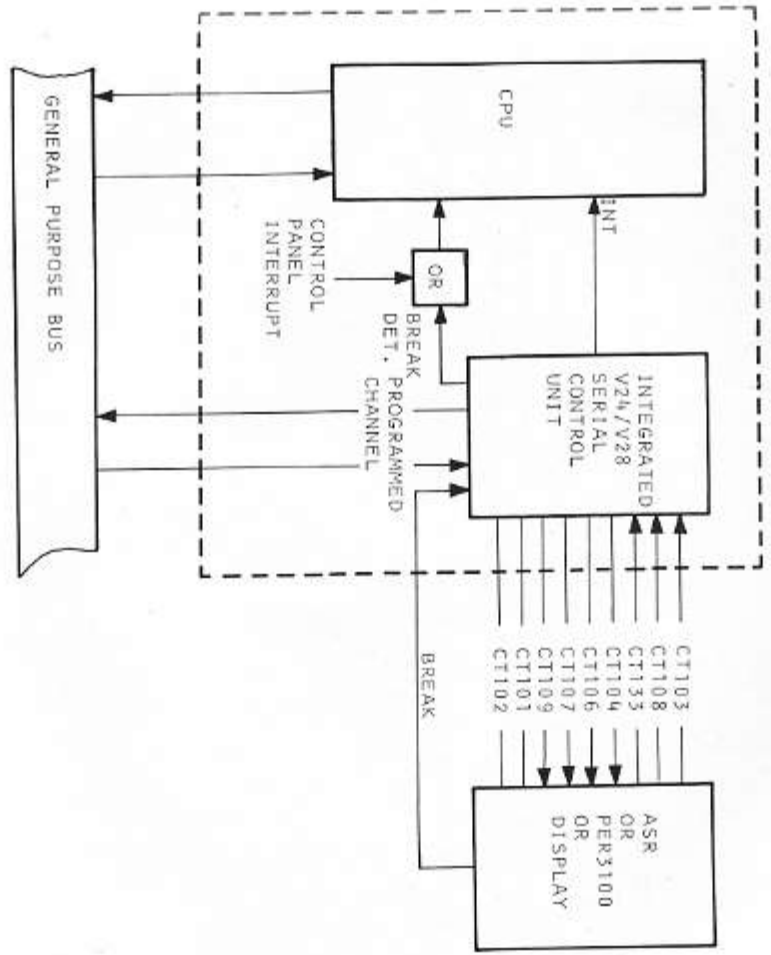 CPU
INT
OR
CONTROL
PANEL
INTERRUPT
BREAK
DET.
PROGRAMMED
CHANNEL
INTEGRATED
V24/V28
SERIAL
CONTROL
UNIT
CT103
CT108
CT133
CT104
CT106
CT107
CT109
CT101
CT102
BREAK
ASR
OR
PER3100
OR
DISPLAY
GENERAL PURPOSE BUS